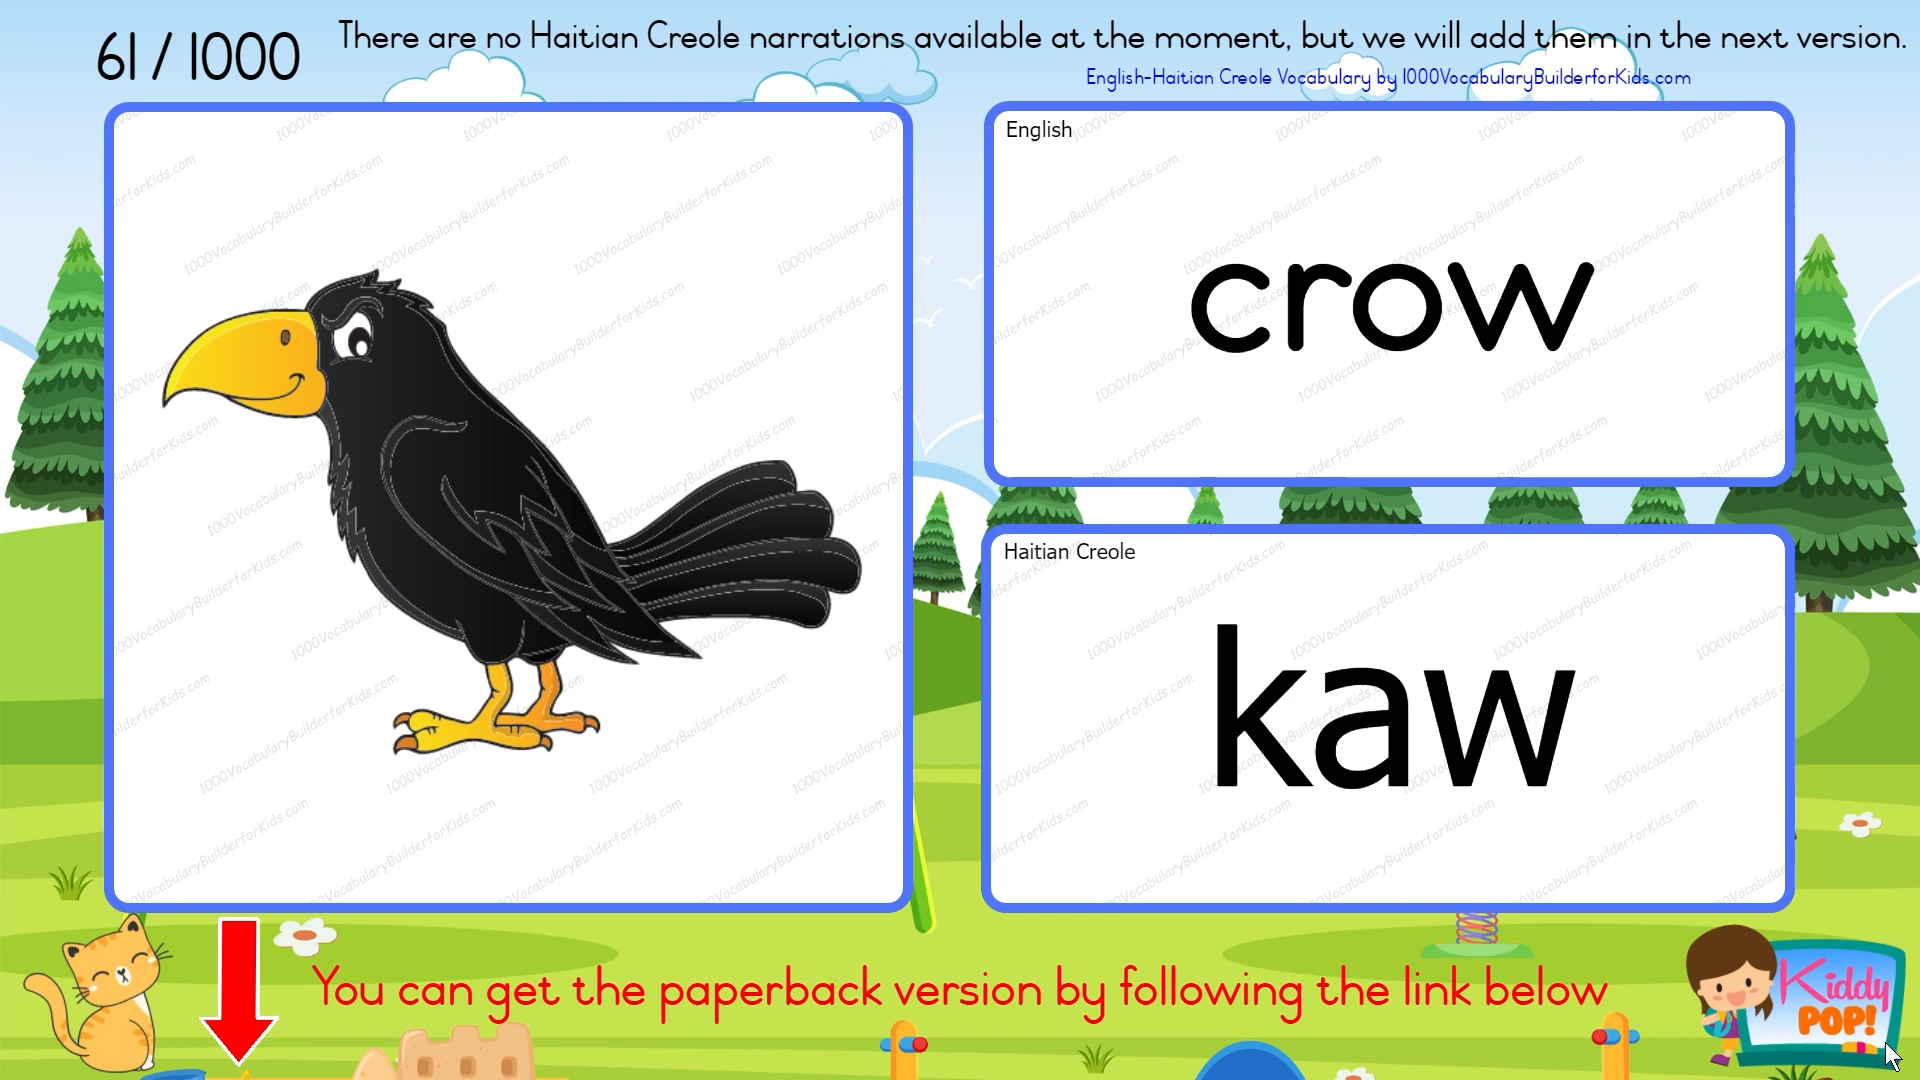 61 / 1000
There are no Haitian Creole narrations available at the moment, but we will add them in the next version.
English-Haitian Creole Vocabulary by 1000VocabularyBuilderforKids.com
English
crow
Haitian Creole
kaw
You can get the paperback version by following the link below
Kiddy
POP!
1000VocabularyBuilderforKids.com